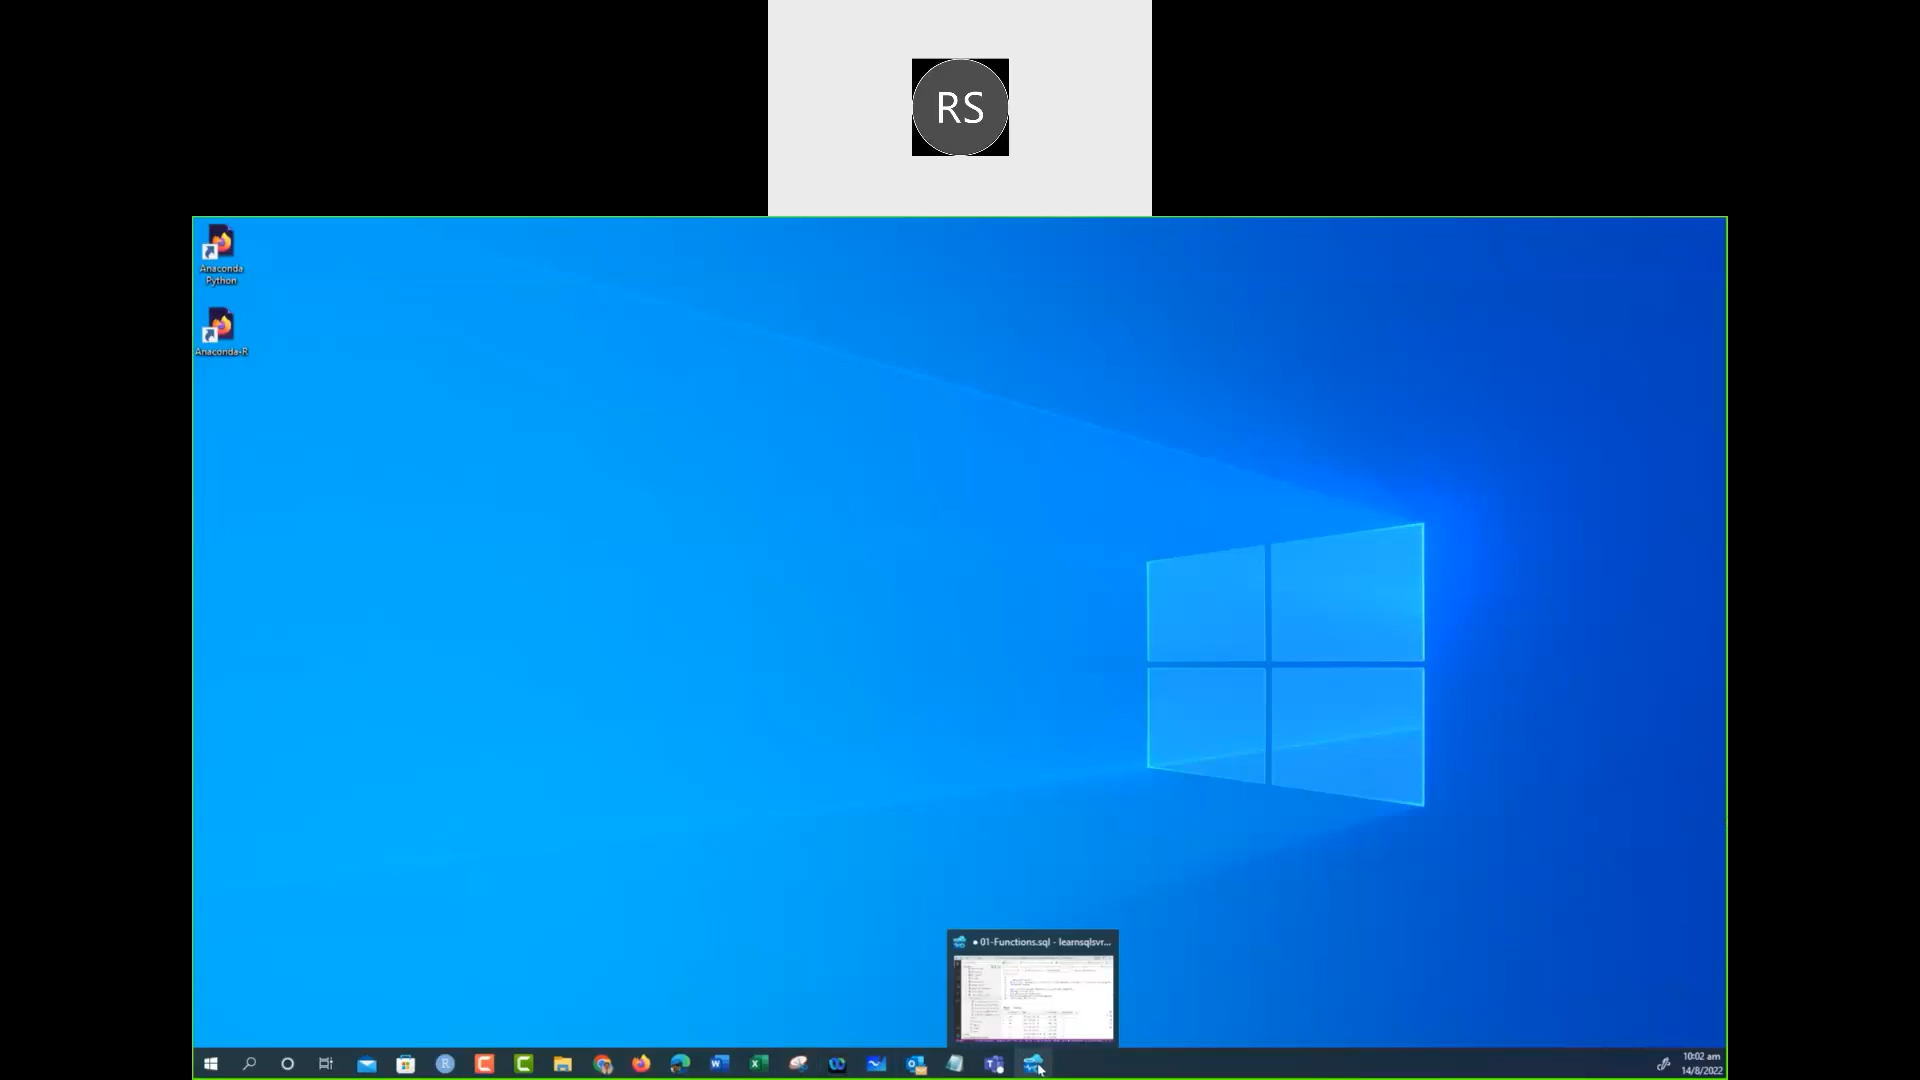 RS
Anaconda
Python
Anaconda-R
● 01-Functions.sql - learnsqlsvr...
10:02 am
14/8/2022